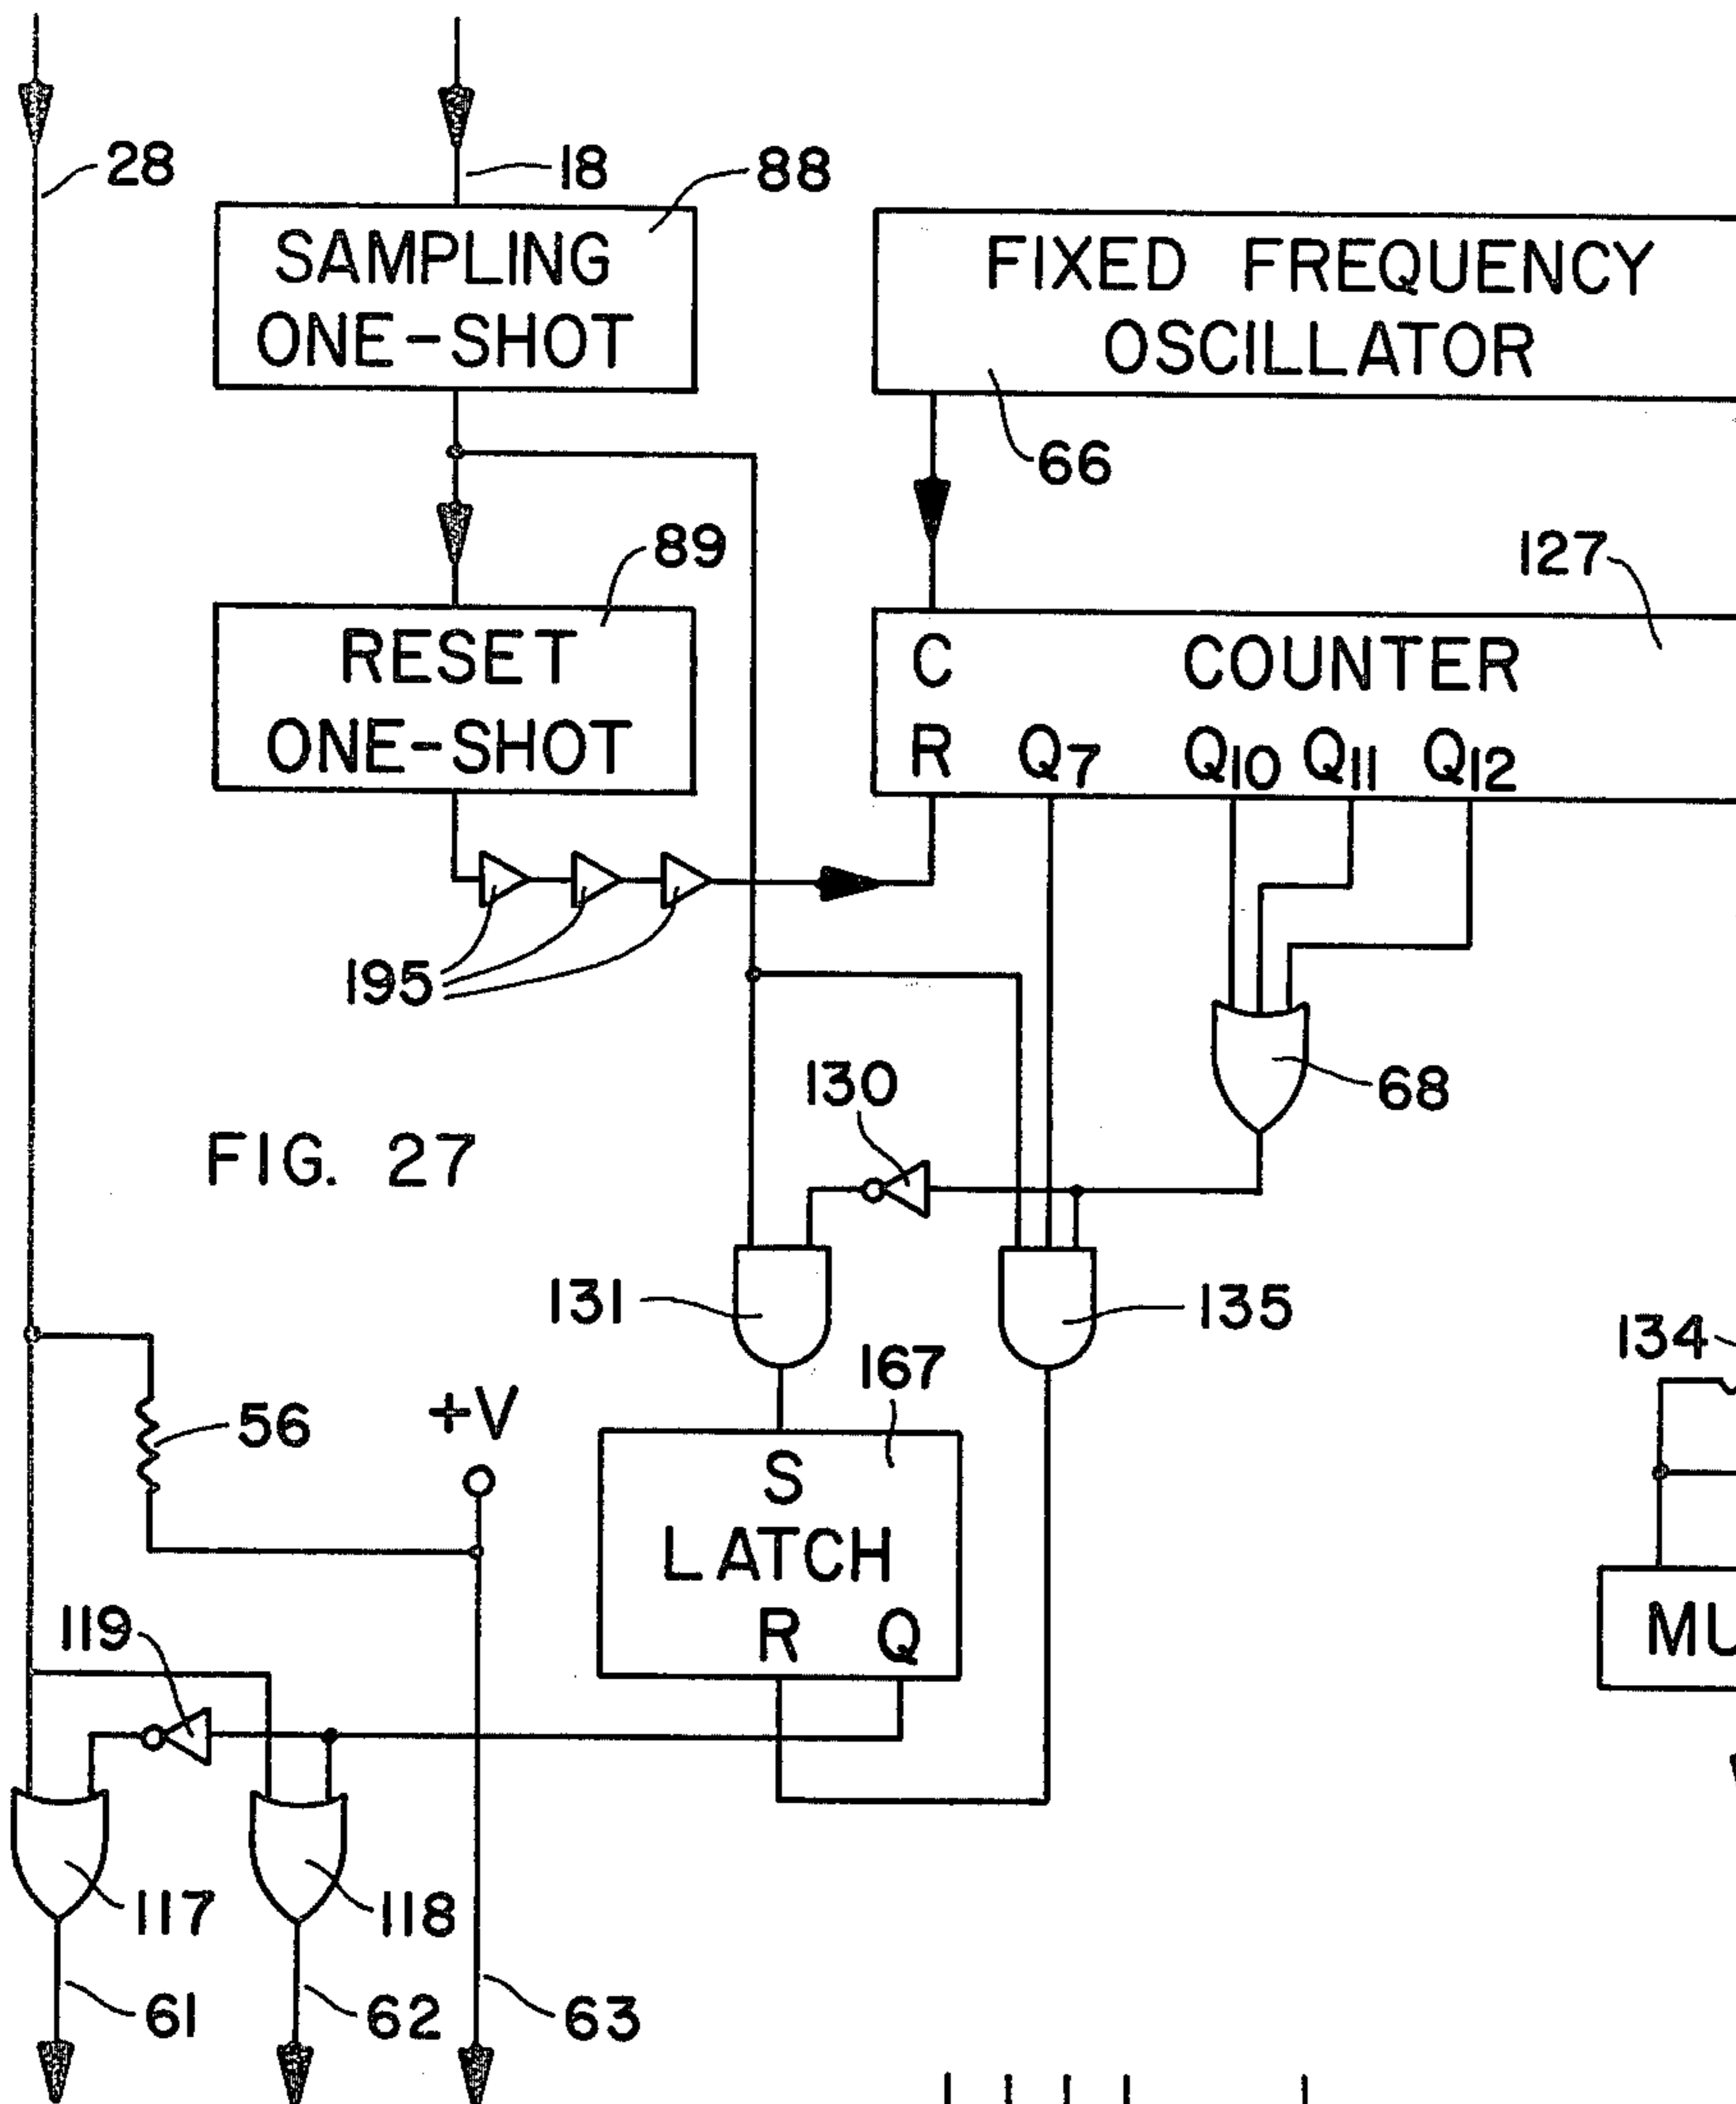 28
18
88
SAMPLING
ONE-SHOT
FIXED FREQUENCY
OSCILLATOR
66
89
127
RESET
ONE-SHOT
C COUNTER
R Q7 Q10 Q11 Q12
195
68
130
FIG. 27
131
135
134
167
56
+V
S
LATCH
R Q
119
MU
117
118
61
62
63